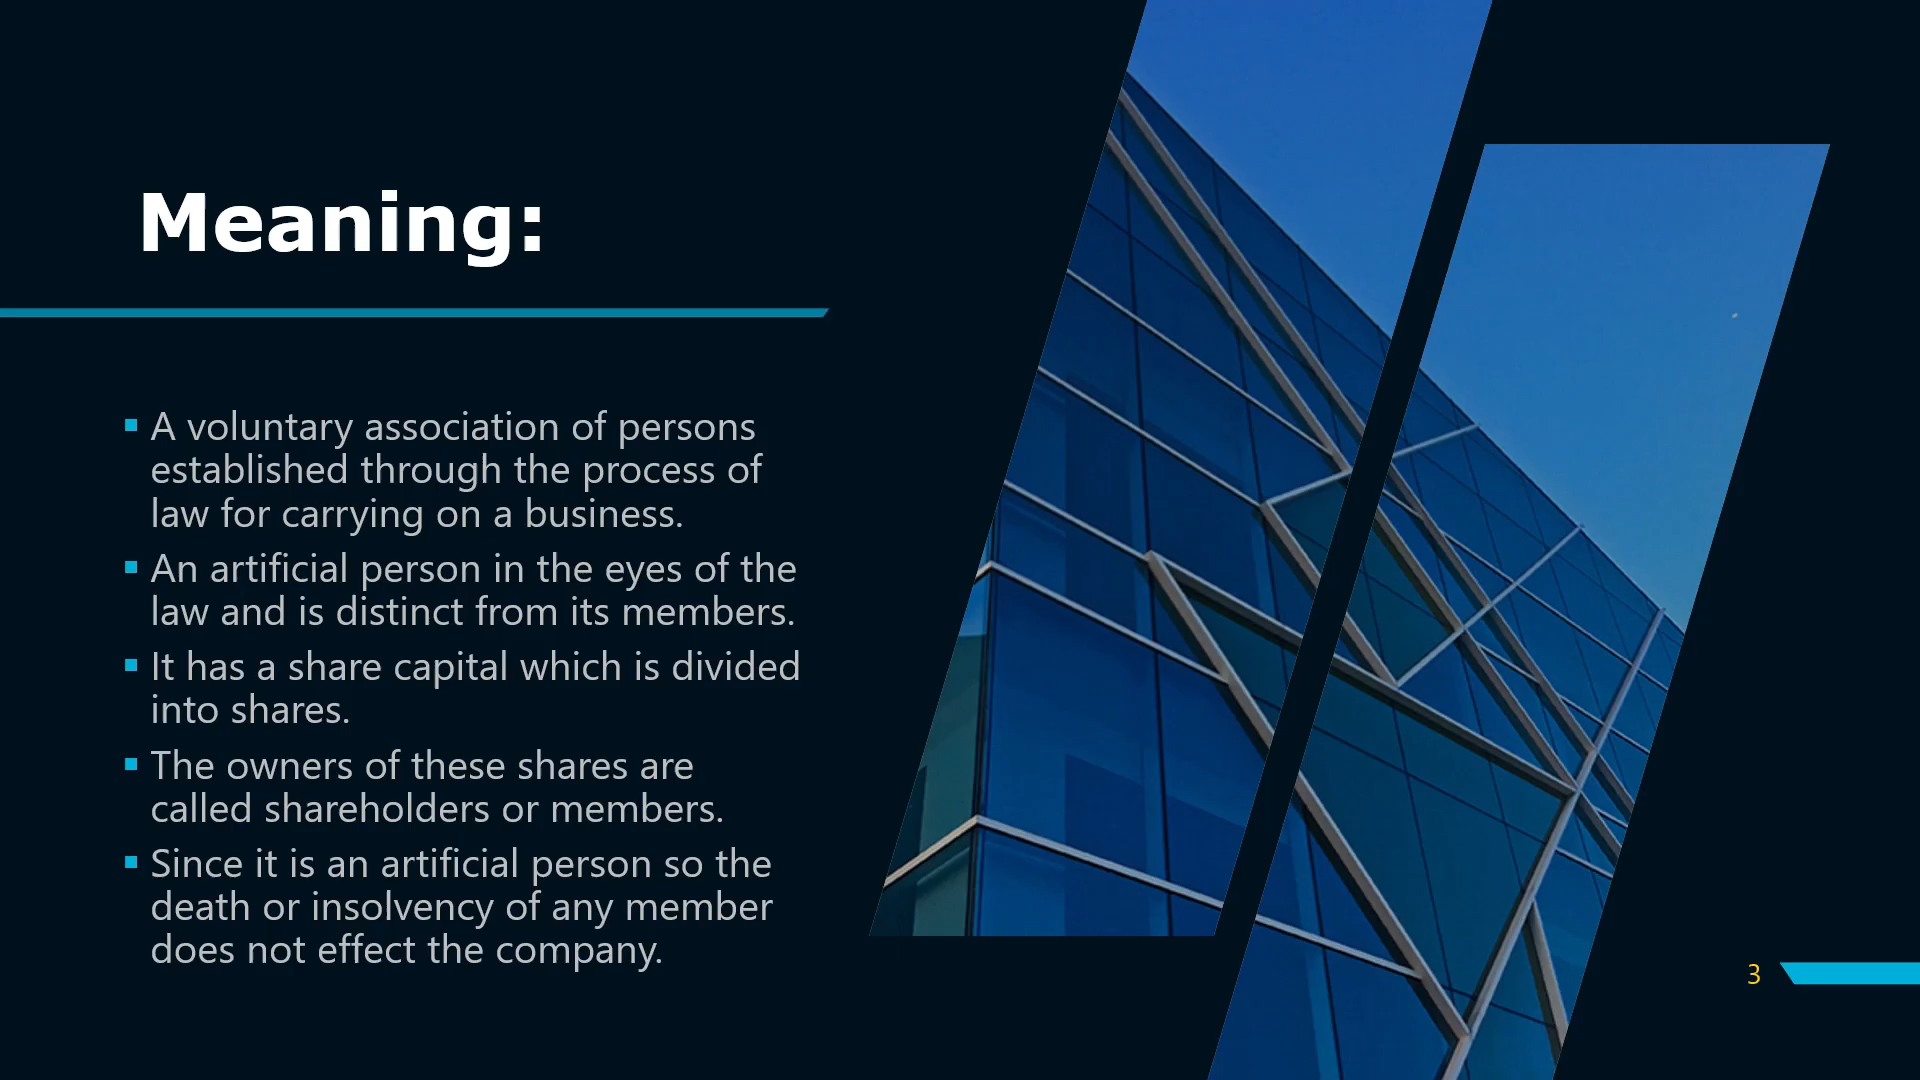 Meaning:
▪ A voluntary association of persons
established through the process of
law for carrying on a business.
▪ An artificial person in the eyes of the
law and is distinct from its members.
▪ It has a share capital which is divided
into shares.
▪ The owners of these shares are
called shareholders or members.
▪ Since it is an artificial person so the
death or insolvency of any member
does not effect the company.
3